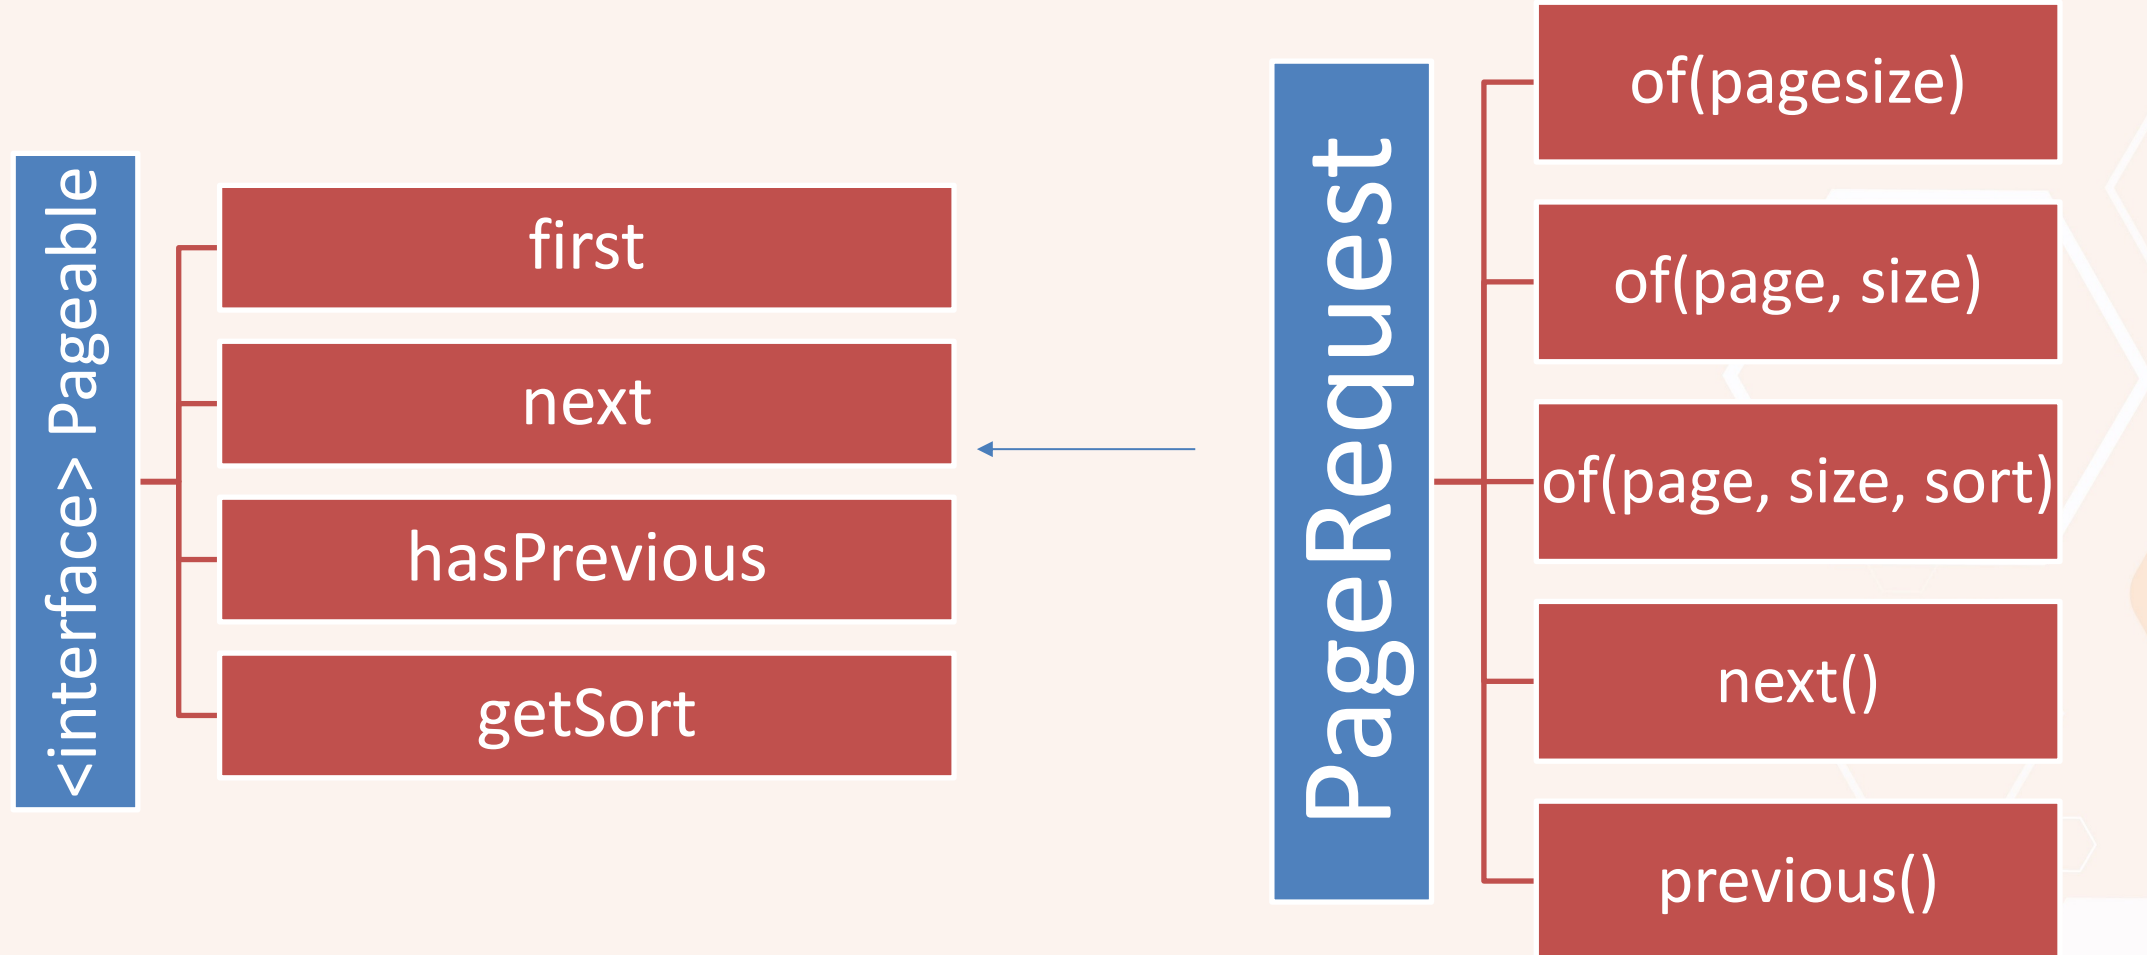 <interface> Pageable
first
next
hasPrevious
getSort
PageRequest
of(pagesize)
of(page, size)
of(page, size, sort)
next()
previous()